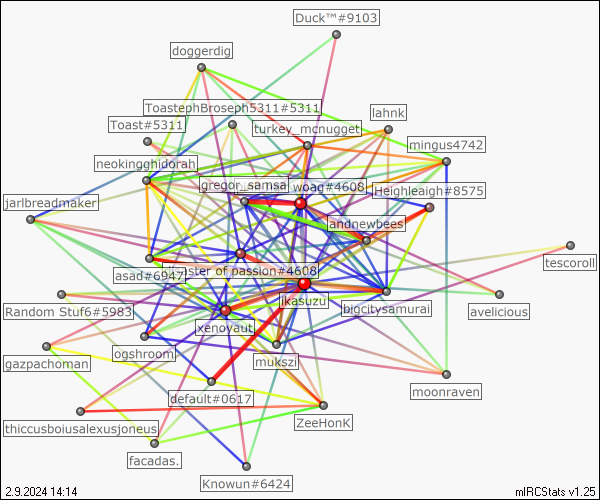 Duck™#9103
doggerdig
ToastephBroseph5311#5311
lahnk
Toast#5311
turkey_mcnugget
mingus4742
neokingghidorah
gregor_samsa
woag#4608
Heighleigh#8575
jarlbreadmaker
andnewbees
tescoroll
asad#6947
master of passion#4608
ikasuzu
bigcitysamurai
avelicious
Random Stuf6#5983
xenoyaut
ogshroom
mukszi
gazpachoman
moonraven
default#0617
thiccusboiusalexusjoneus
ZeeHonK
facadas.
Knowun#6424
2.9.2024 14:14
mIRCStats v1.25